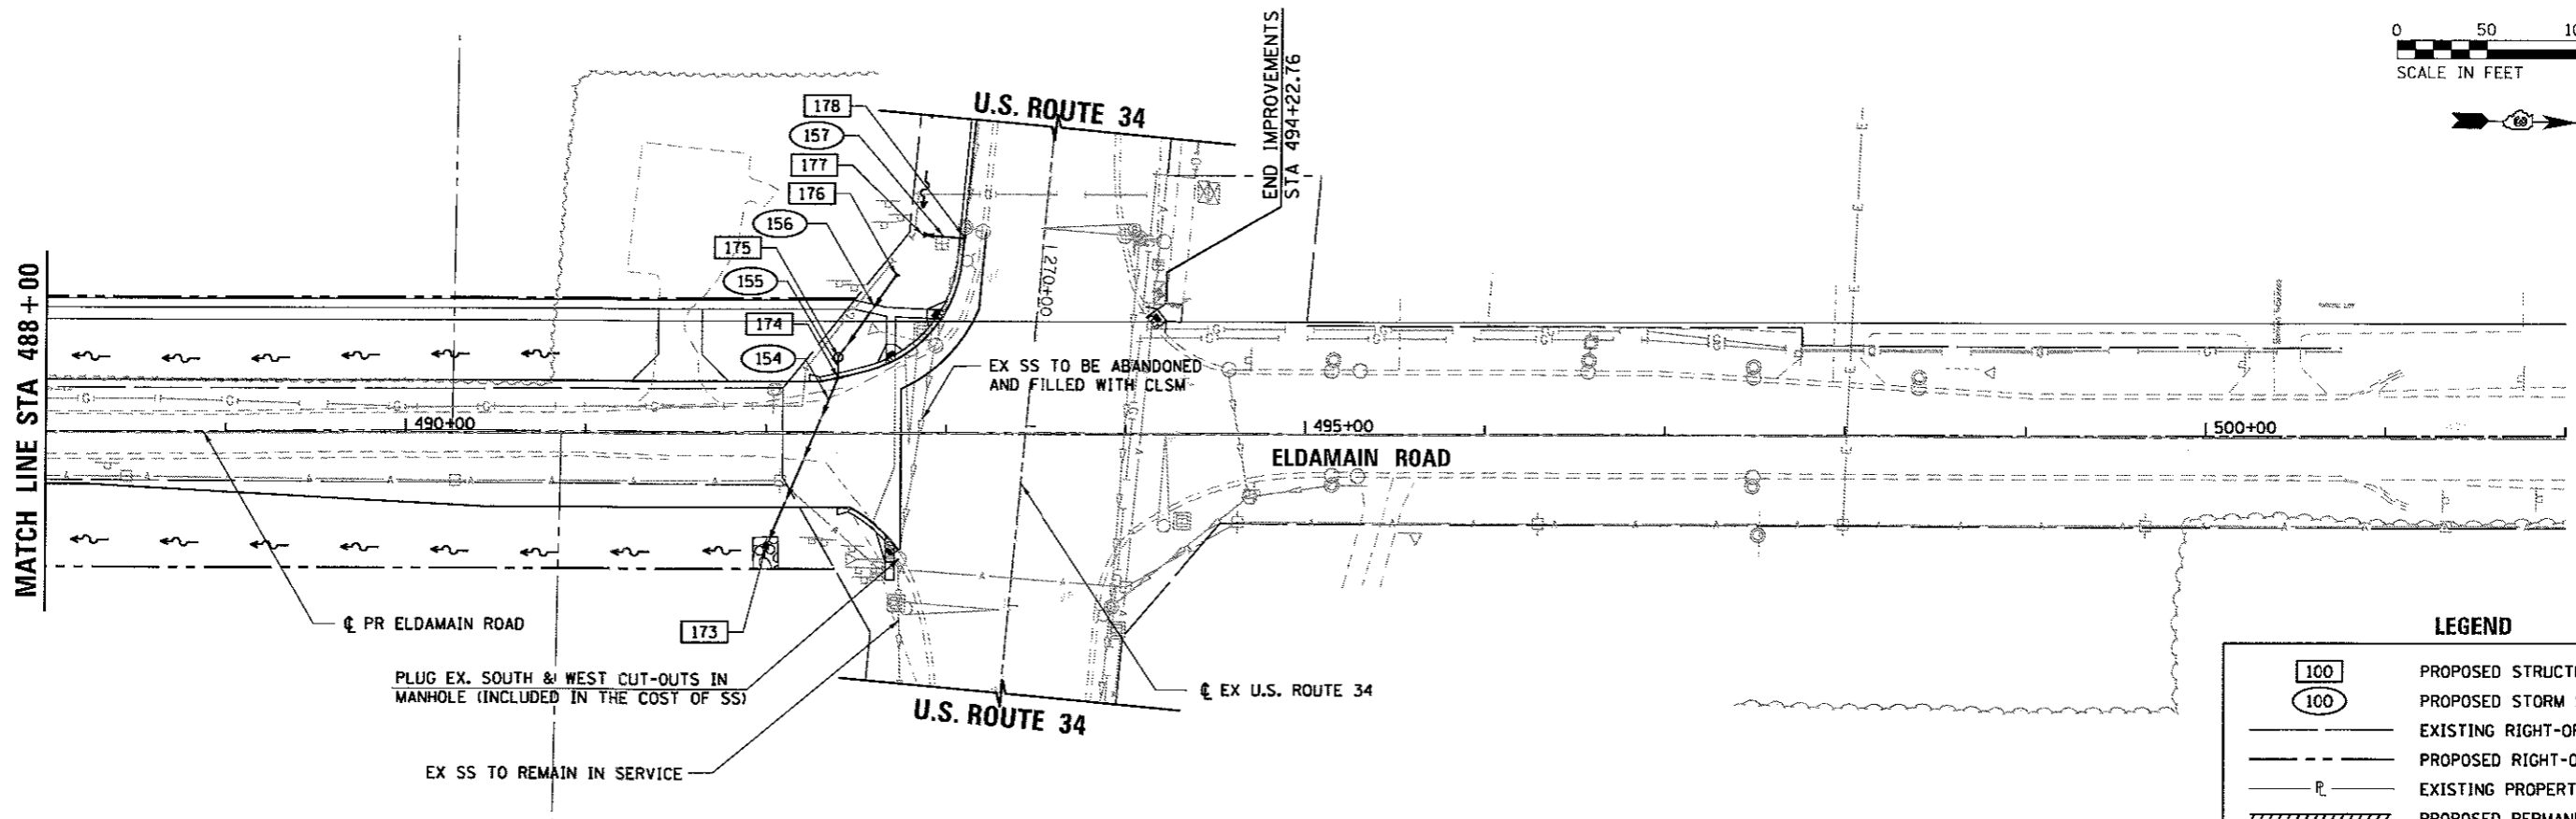 0 50 10
SCALE IN FEET
END IMPROVEMENTS
STA 494+22.76
U.S. ROUTE 34
178
157
177
176
156
175
155
174
154
270+00
MATCH LINE STA 488+00
EX SS TO BE ABANDONED
AND FILLED WITH CLSM
490+00
495+00
500+00
ELDAMAIN ROAD
℄ PR ELDAMAIN ROAD
173
PLUG EX. SOUTH & WEST CUT-OUTS IN
MANHOLE (INCLUDED IN THE COST OF SS)
℄ EX U.S. ROUTE 34
U.S. ROUTE 34
EX SS TO REMAIN IN SERVICE
LEGEND
100 PROPOSED STRUCT
100 PROPOSED STORM
EXISTING RIGHT-OF
PROPOSED RIGHT-O
PL EXISTING PROPERT
PROPOSED PERMAN